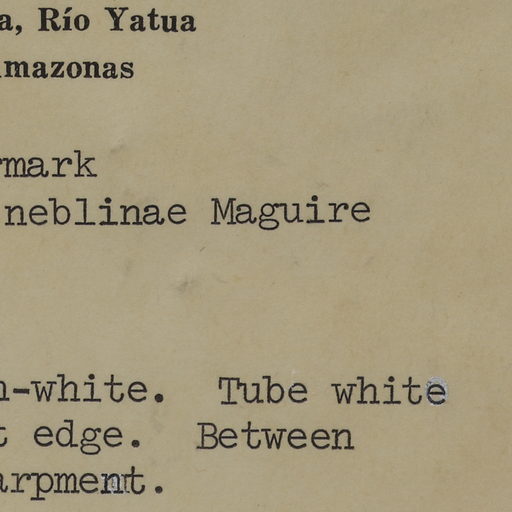 a, Río Yatua
mazonas
rmark
neblinae Maguire
n-white. Tube white
t edge. Between
arpment.